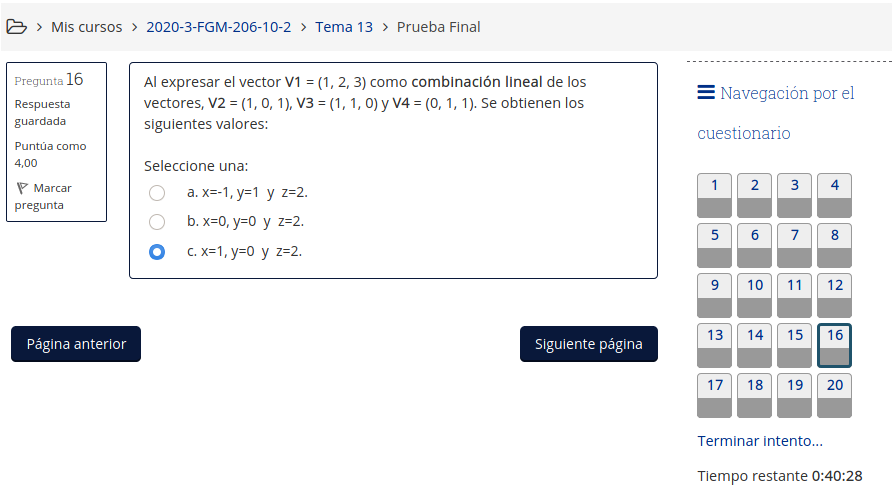 Mis cursos > 2020-3-FGM-206-10-2 > Tema 13 > Prueba Final
Pregunta 16
Respuesta
guardada
Puntúa como
4,00
Marcar
pregunta
Al expresar el vector V1 = (1, 2, 3) como combinación lineal de los
vectores, V2 = (1, 0, 1), V3 = (1, 1, 0) y V4 = (0, 1, 1). Se obtienen los
siguientes valores:
Seleccione una:
a. x=-1, y=1 y z=2.
b. x=0, y=0 y z=2.
c. x=1, y=0 y z=2.
Página anterior
Siguiente página
Navegación por el
cuestionario
1 2 3 4
5 6 7 8
9 10 11 12
13 14 15 16
17 18 19 20
Terminar intento...
Tiempo restante 0:40:28